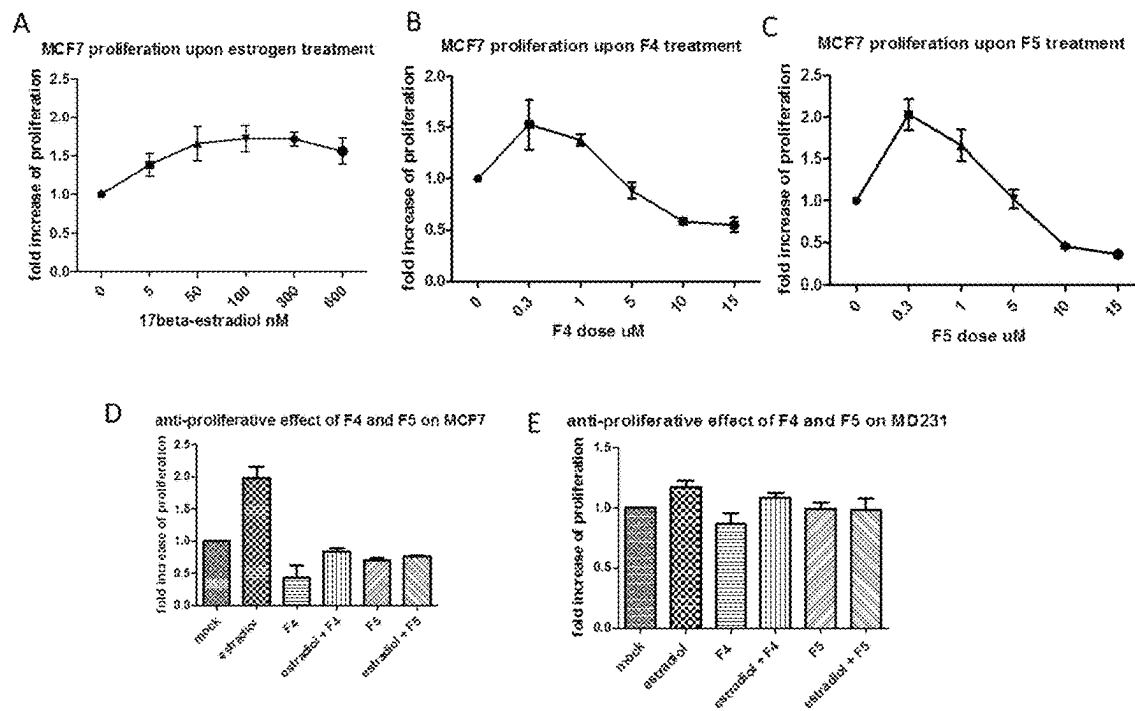 A
MCF7 proliferation upon estrogen treatment
fold increase of proliferation
2.5
2.0
1.5
1.0
0.5
0.0
0
5
50
100
300
600
17beta-estradiol nM
B
MCF7 proliferation upon F4 treatment
fold increase of proliferation
2.0
1.5
1.0
0.5
0.0
0
0.3
1
5
10
15
F4 dose uM
C
MCF7 proliferation upon F5 treatment
fold increase of proliferation
2.5
2.0
1.5
1.0
0.5
0.0
0
0.3
1
5
10
15
F5 dose uM
D
anti-proliferative effect of F4 and F5 on MCF7
fold increase of proliferation
2.5
2.0
1.5
1.0
0.5
0.0
mock
estradiol
F4
estradiol + F4
F5
estradiol + F5
E
anti-proliferative effect of F4 and F5 on MD231
fold increase of proliferation
1.5
1.0
0.5
0.0
mock
estradiol
F4
estradiol + F4
F5
estradiol + F5